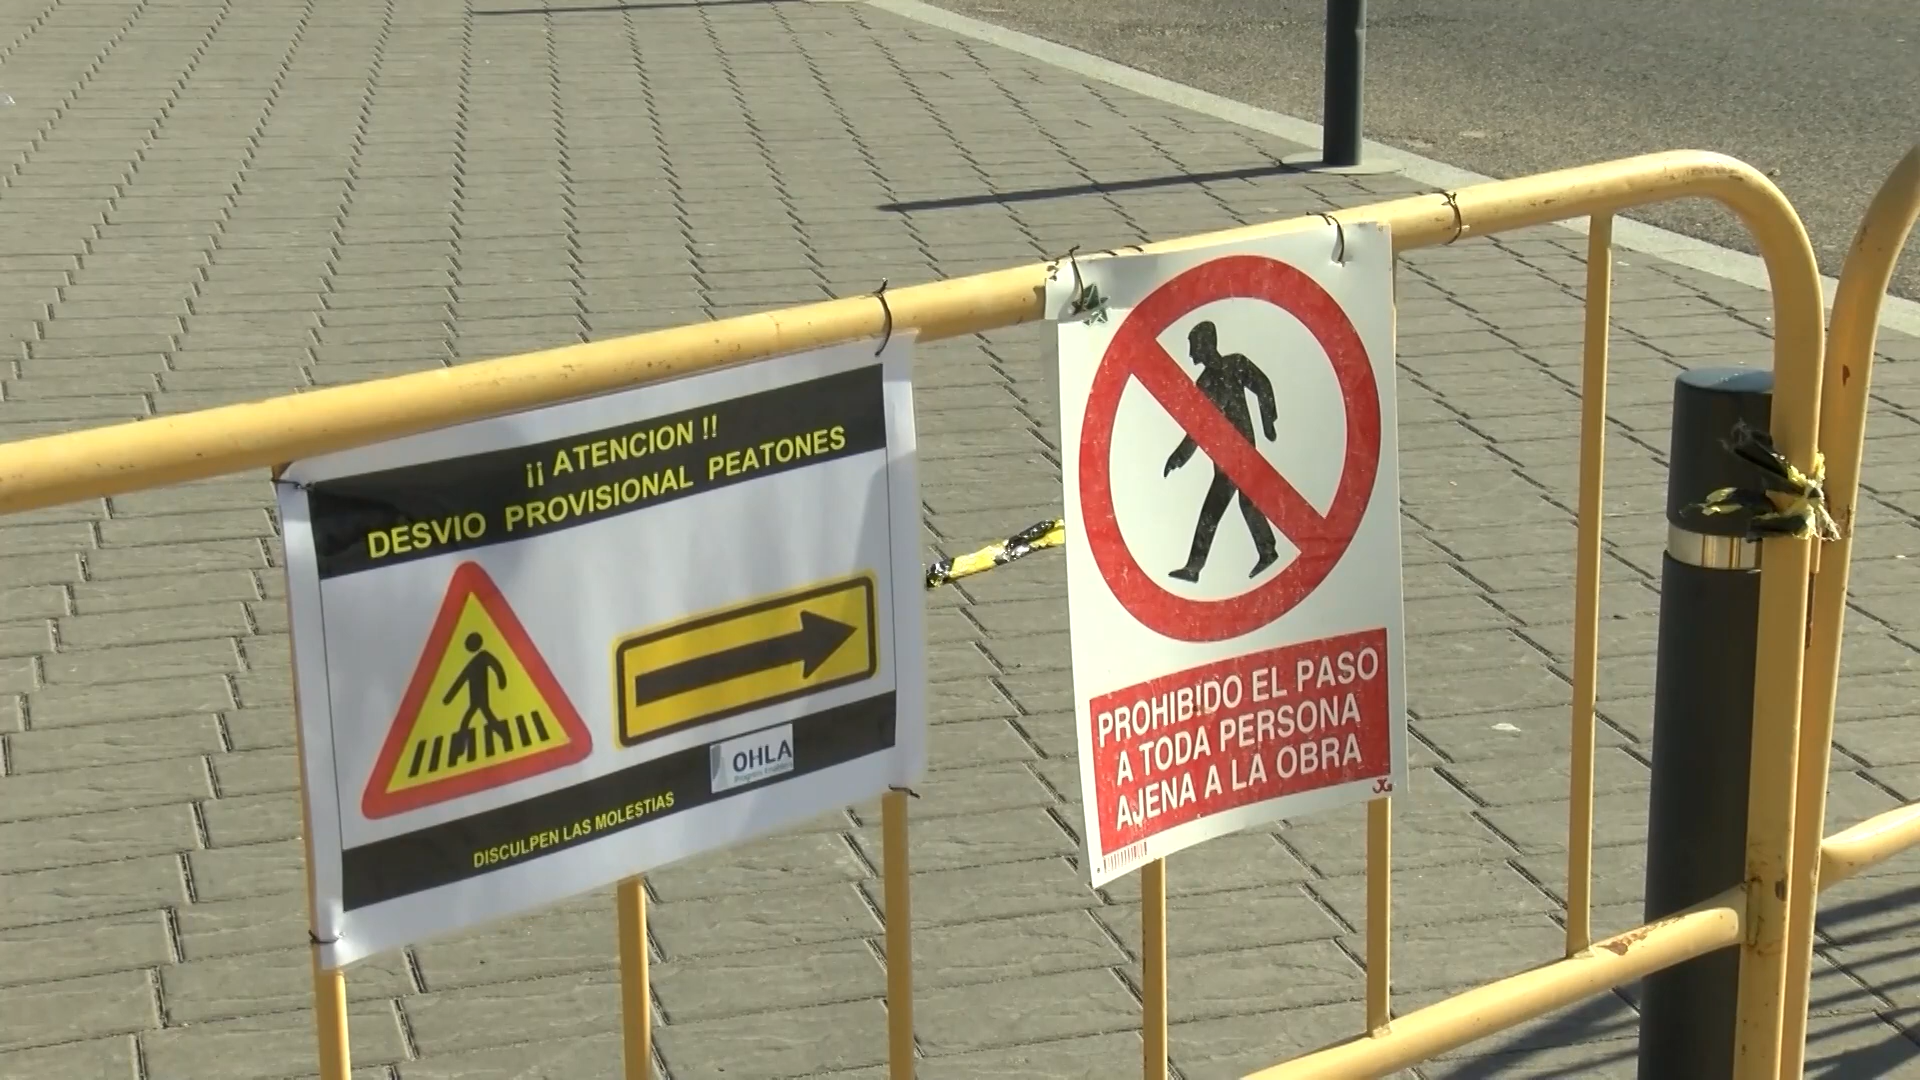 ¡¡ ATENCION !!
DESVIO PROVISIONAL PEATONES
OHLA
DISCULPEN LAS MOLESTIAS
PROHIBIDO EL PASO
A TODA PERSONA
AJENA A LA OBRA